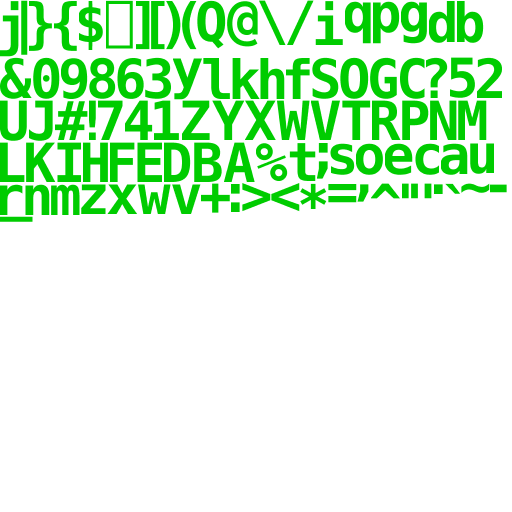 j|}{$□][)(Q@\/iqpgdb
&09863ylkhfSOGC?52
UJ#!741ZYXWVTRPNM
LKIHFEDBA%t;soecau
rnmzxwv+:><*=,^"'`~-
_